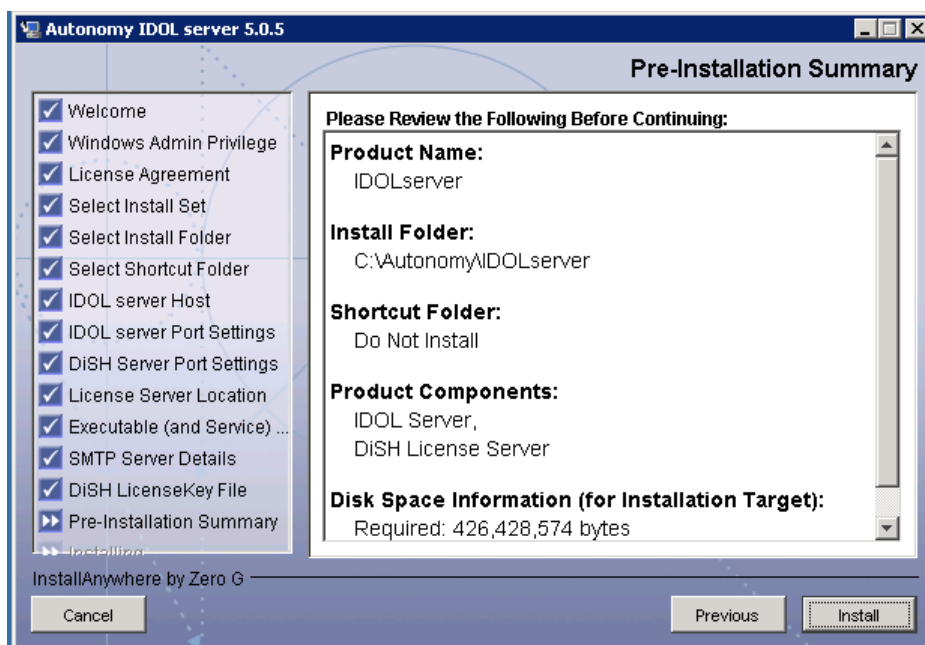 Autonomy IDOL server 5.0.5
Pre-Installation Summary
Welcome
Windows Admin Privilege
License Agreement
Select Install Set
Select Install Folder
Select Shortcut Folder
IDOL server Host
IDOL server Port Settings
DiSH Server Port Settings
License Server Location
Executable (and Service) ...
SMTP Server Details
DiSH LicenseKey File
Pre-Installation Summary
Installing
Please Review the Following Before Continuing:
Product Name:
IDOLserver
Install Folder:
C:\Autonomy\IDOLserver
Shortcut Folder:
Do Not Install
Product Components:
IDOL Server,
DiSH License Server
Disk Space Information (for Installation Target):
Required: 426,428,574 bytes
InstallAnywhere by Zero G
Cancel
Previous
Install